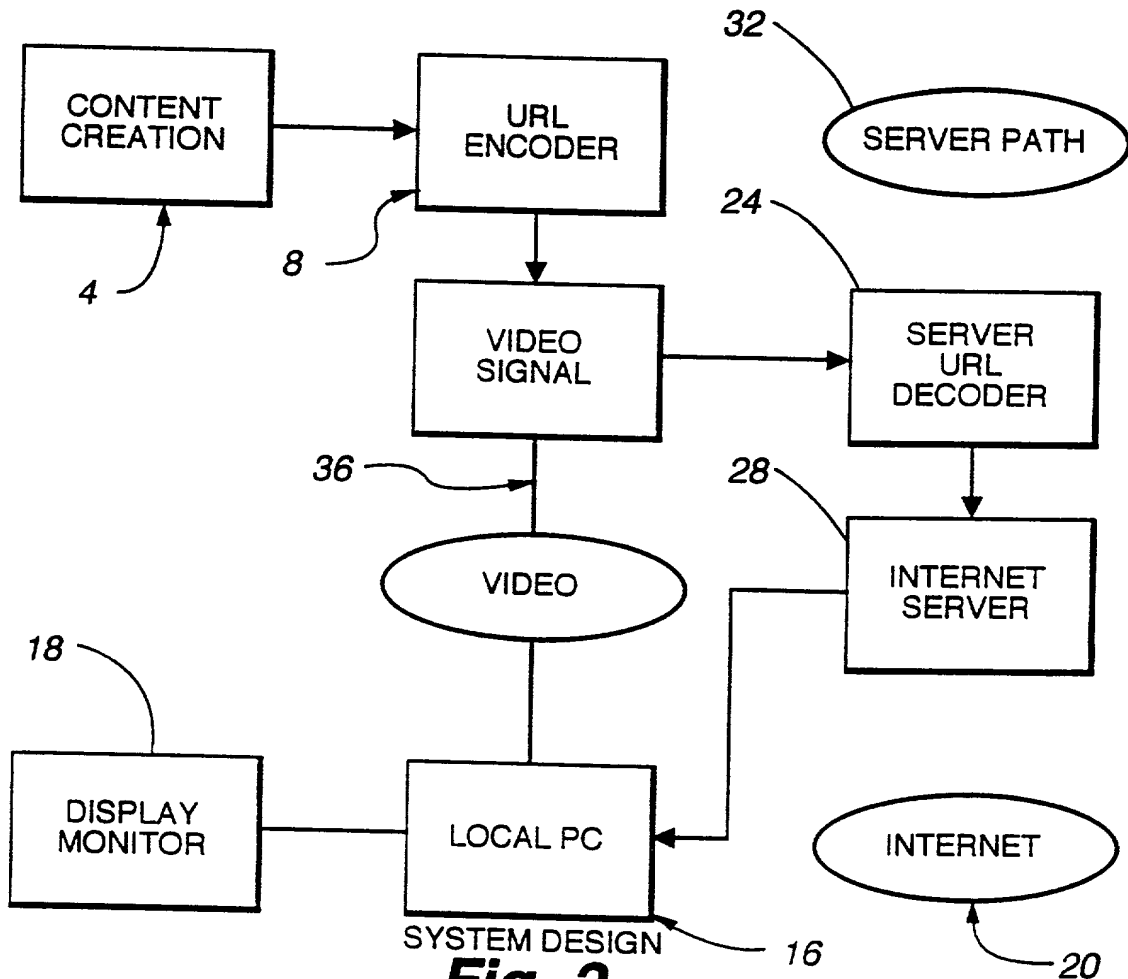 32
CONTENT
CREATION
URL
ENCODER
SERVER PATH
4
8
24
VIDEO
SIGNAL
SERVER
URL
DECODER
36
28
VIDEO
INTERNET
SERVER
18
DISPLAY
MONITOR
LOCAL PC
INTERNET
SYSTEM DESIGN
16
20